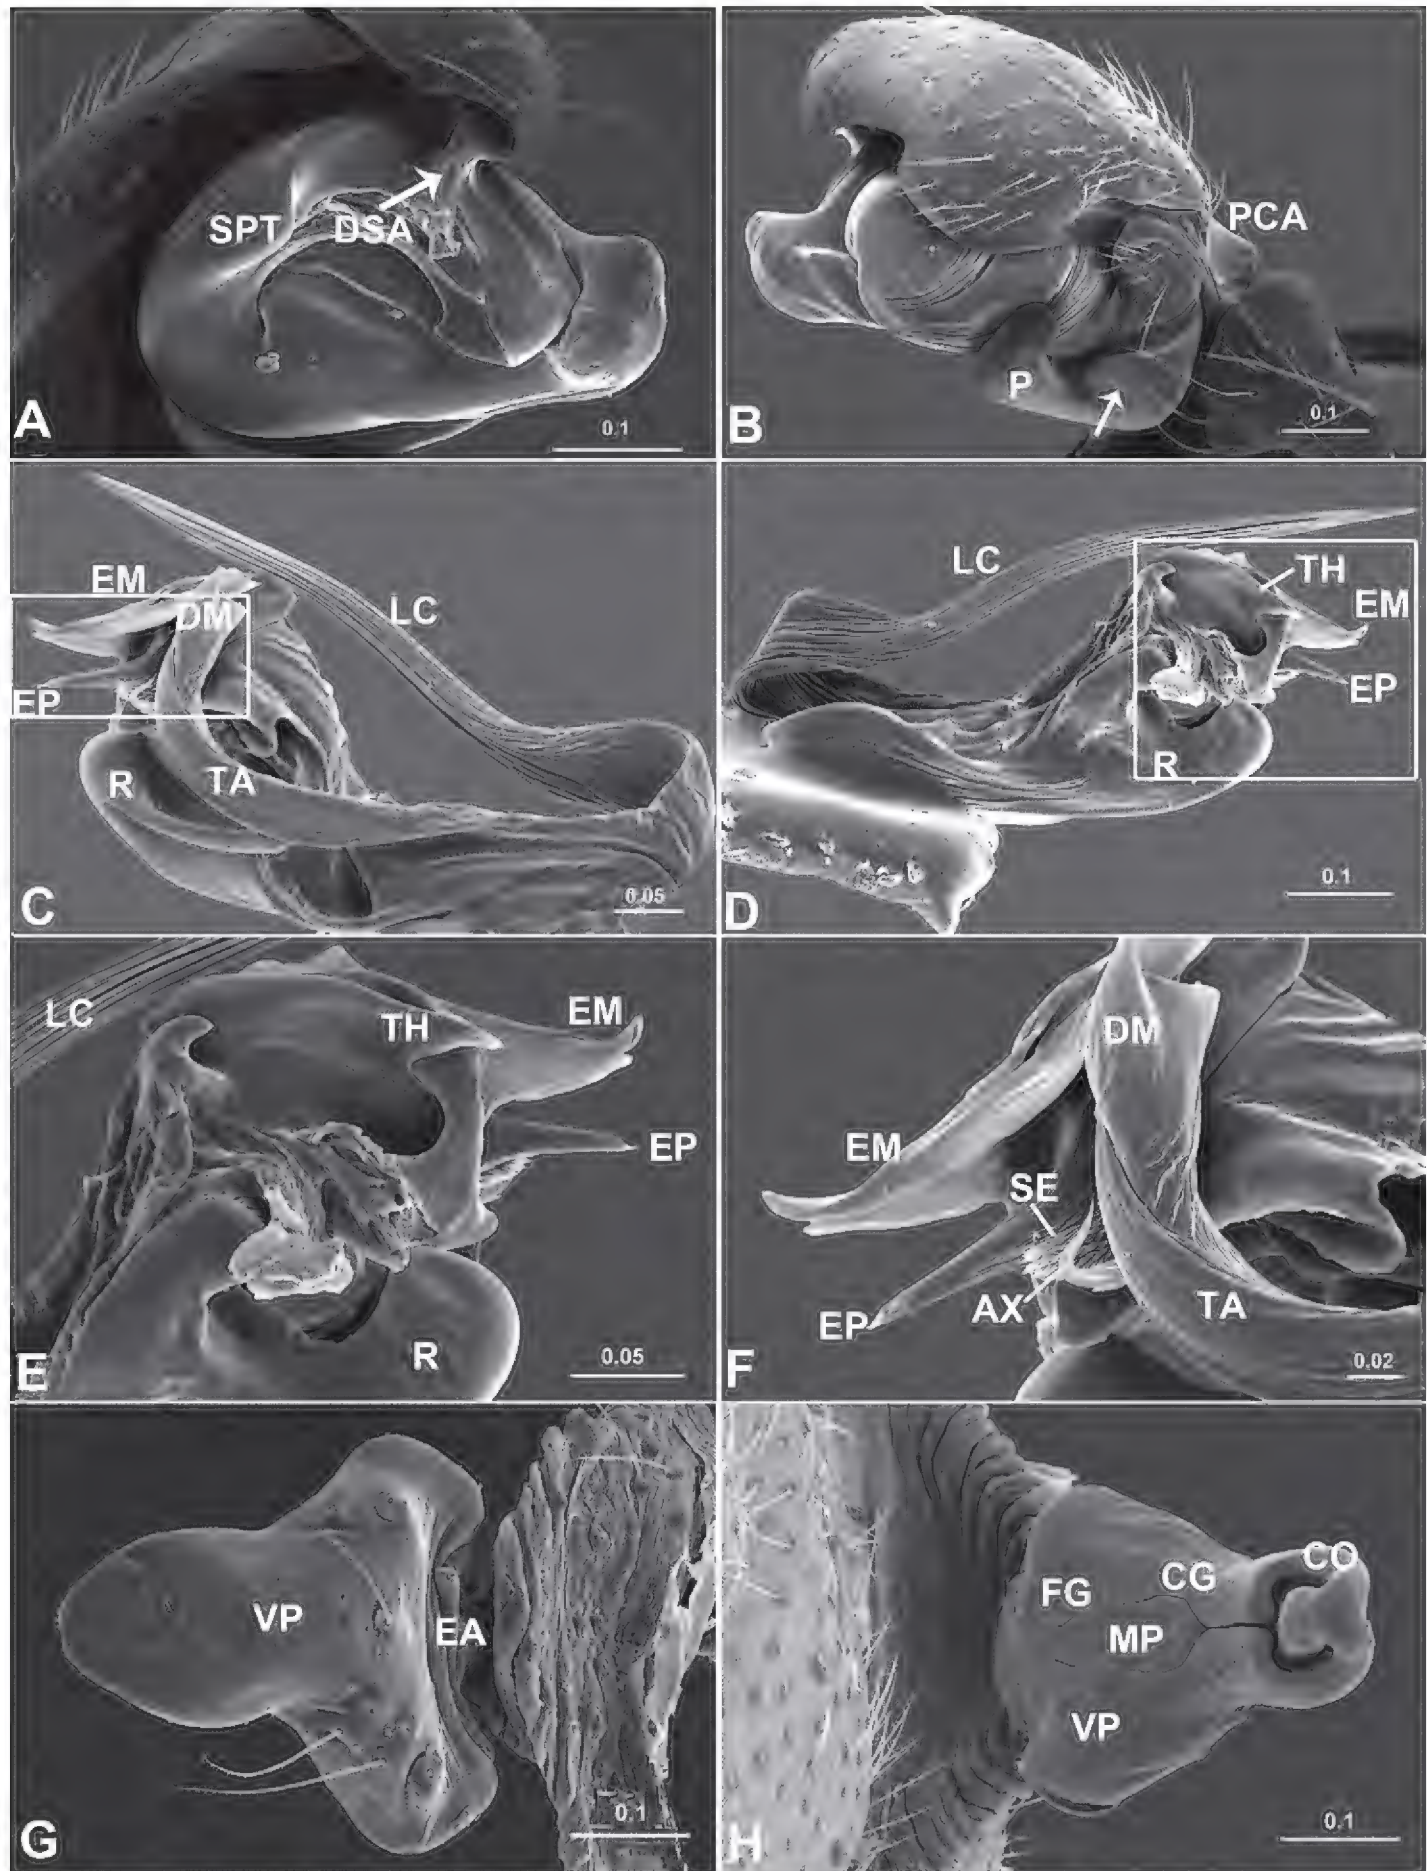 SPT DSA
A 0.1
PCA
P
B 0.1
EM LC
DM
EP
R TA
C 0.05
LC TH
EM
EP
R
D 0.1
LC TH EM
EP
E R 0.05
DM
EM
SE
EP AX TA
F 0.02
VP EA
G 0.1
FG CG CO
MP
VP
H 0.1